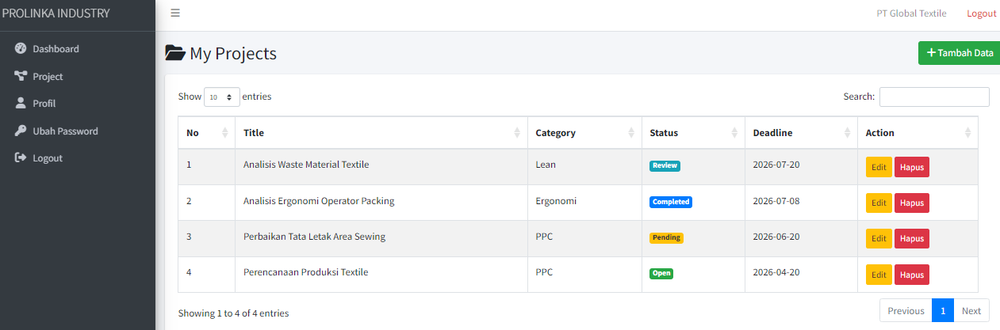 PROLINKA INDUSTRY
PT Global Textile Logout
Dashboard
Project
Profil
Ubah Password
Logout
My Projects
Tambah Data
Show 10 entries
Search:
No Title Category Status Deadline Action
1 Analisis Waste Material Textile Lean Review 2026-07-20 Edit Hapus
2 Analisis Ergonomi Operator Packing Ergonomi Completed 2026-07-08 Edit Hapus
3 Perbaikan Tata Letak Area Sewing PPC Pending 2026-06-20 Edit Hapus
4 Perencanaan Produksi Textile PPC Open 2026-04-20 Edit Hapus
Showing 1 to 4 of 4 entries
Previous 1 Next